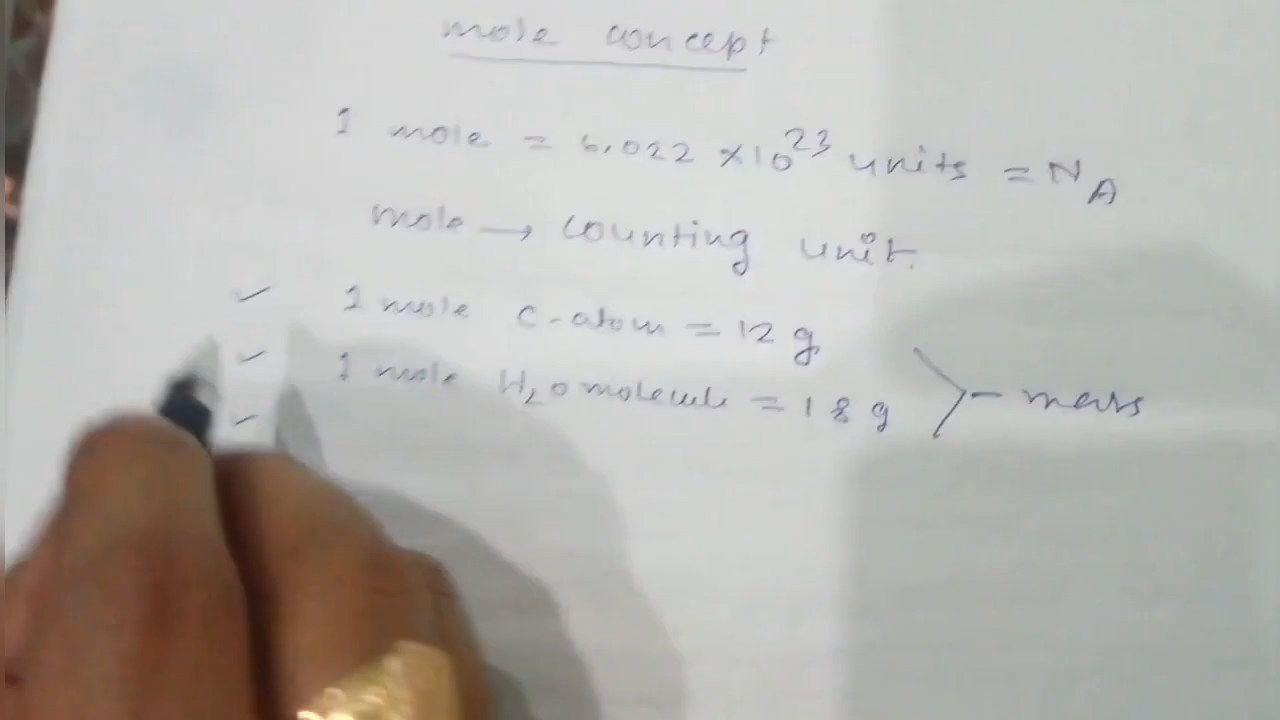 mole concept
1 mole = 6.022 × 10²³ units = N_A
mole → counting unit.
✓ 1 mole C-atom = 12 g
✓ 1 mole H₂O molecule = 18 g } - mass
✓